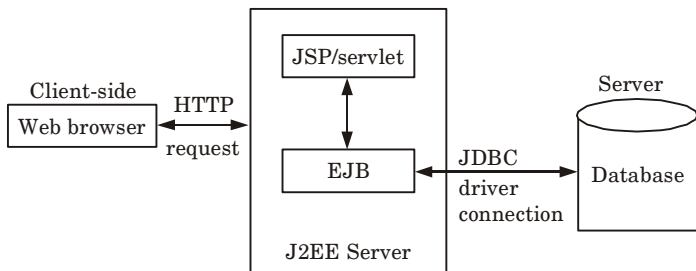 Client-side
Web browser
HTTP
request
JSP/servlet
EJB
J2EE Server
JDBC
driver
connection
Server
Database